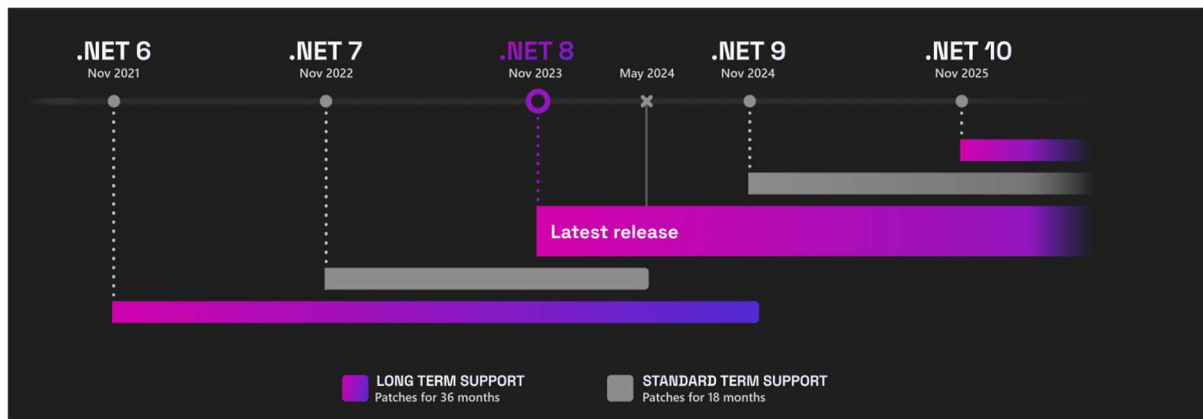 .NET 6
Nov 2021
.NET 7
Nov 2022
.NET 8
Nov 2023
May 2024
.NET 9
Nov 2024
.NET 10
Nov 2025
Latest release
LONG TERM SUPPORT
Patches for 36 months
STANDARD TERM SUPPORT
Patches for 18 months